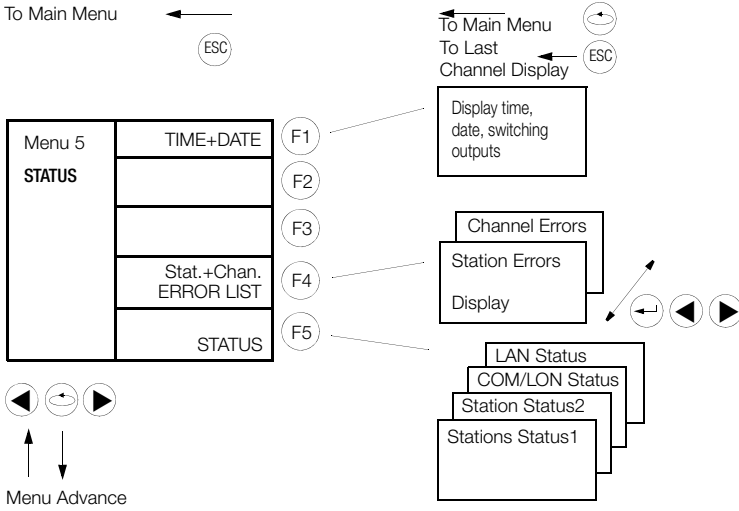 To Main Menu
ESC
To Main Menu
To Last
ESC
Channel Display
Menu 5
STATUS
TIME+DATE
F1
F2
F3
Stat.+Chan.
ERROR LIST
F4
STATUS
F5
Display time,
date, switching
outputs
Channel Errors
Station Errors
Display
LAN Status
COM/LON Status
Station Status2
Stations Status1
Menu Advance